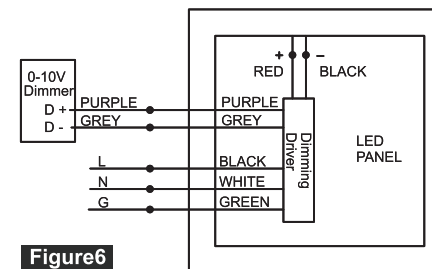 + −
RED BLACK
0-10V
Dimmer
D + PURPLE PURPLE
D - GREY GREY
L BLACK
N WHITE
G GREEN
Dimming
Driver
LED
PANEL
Figure6